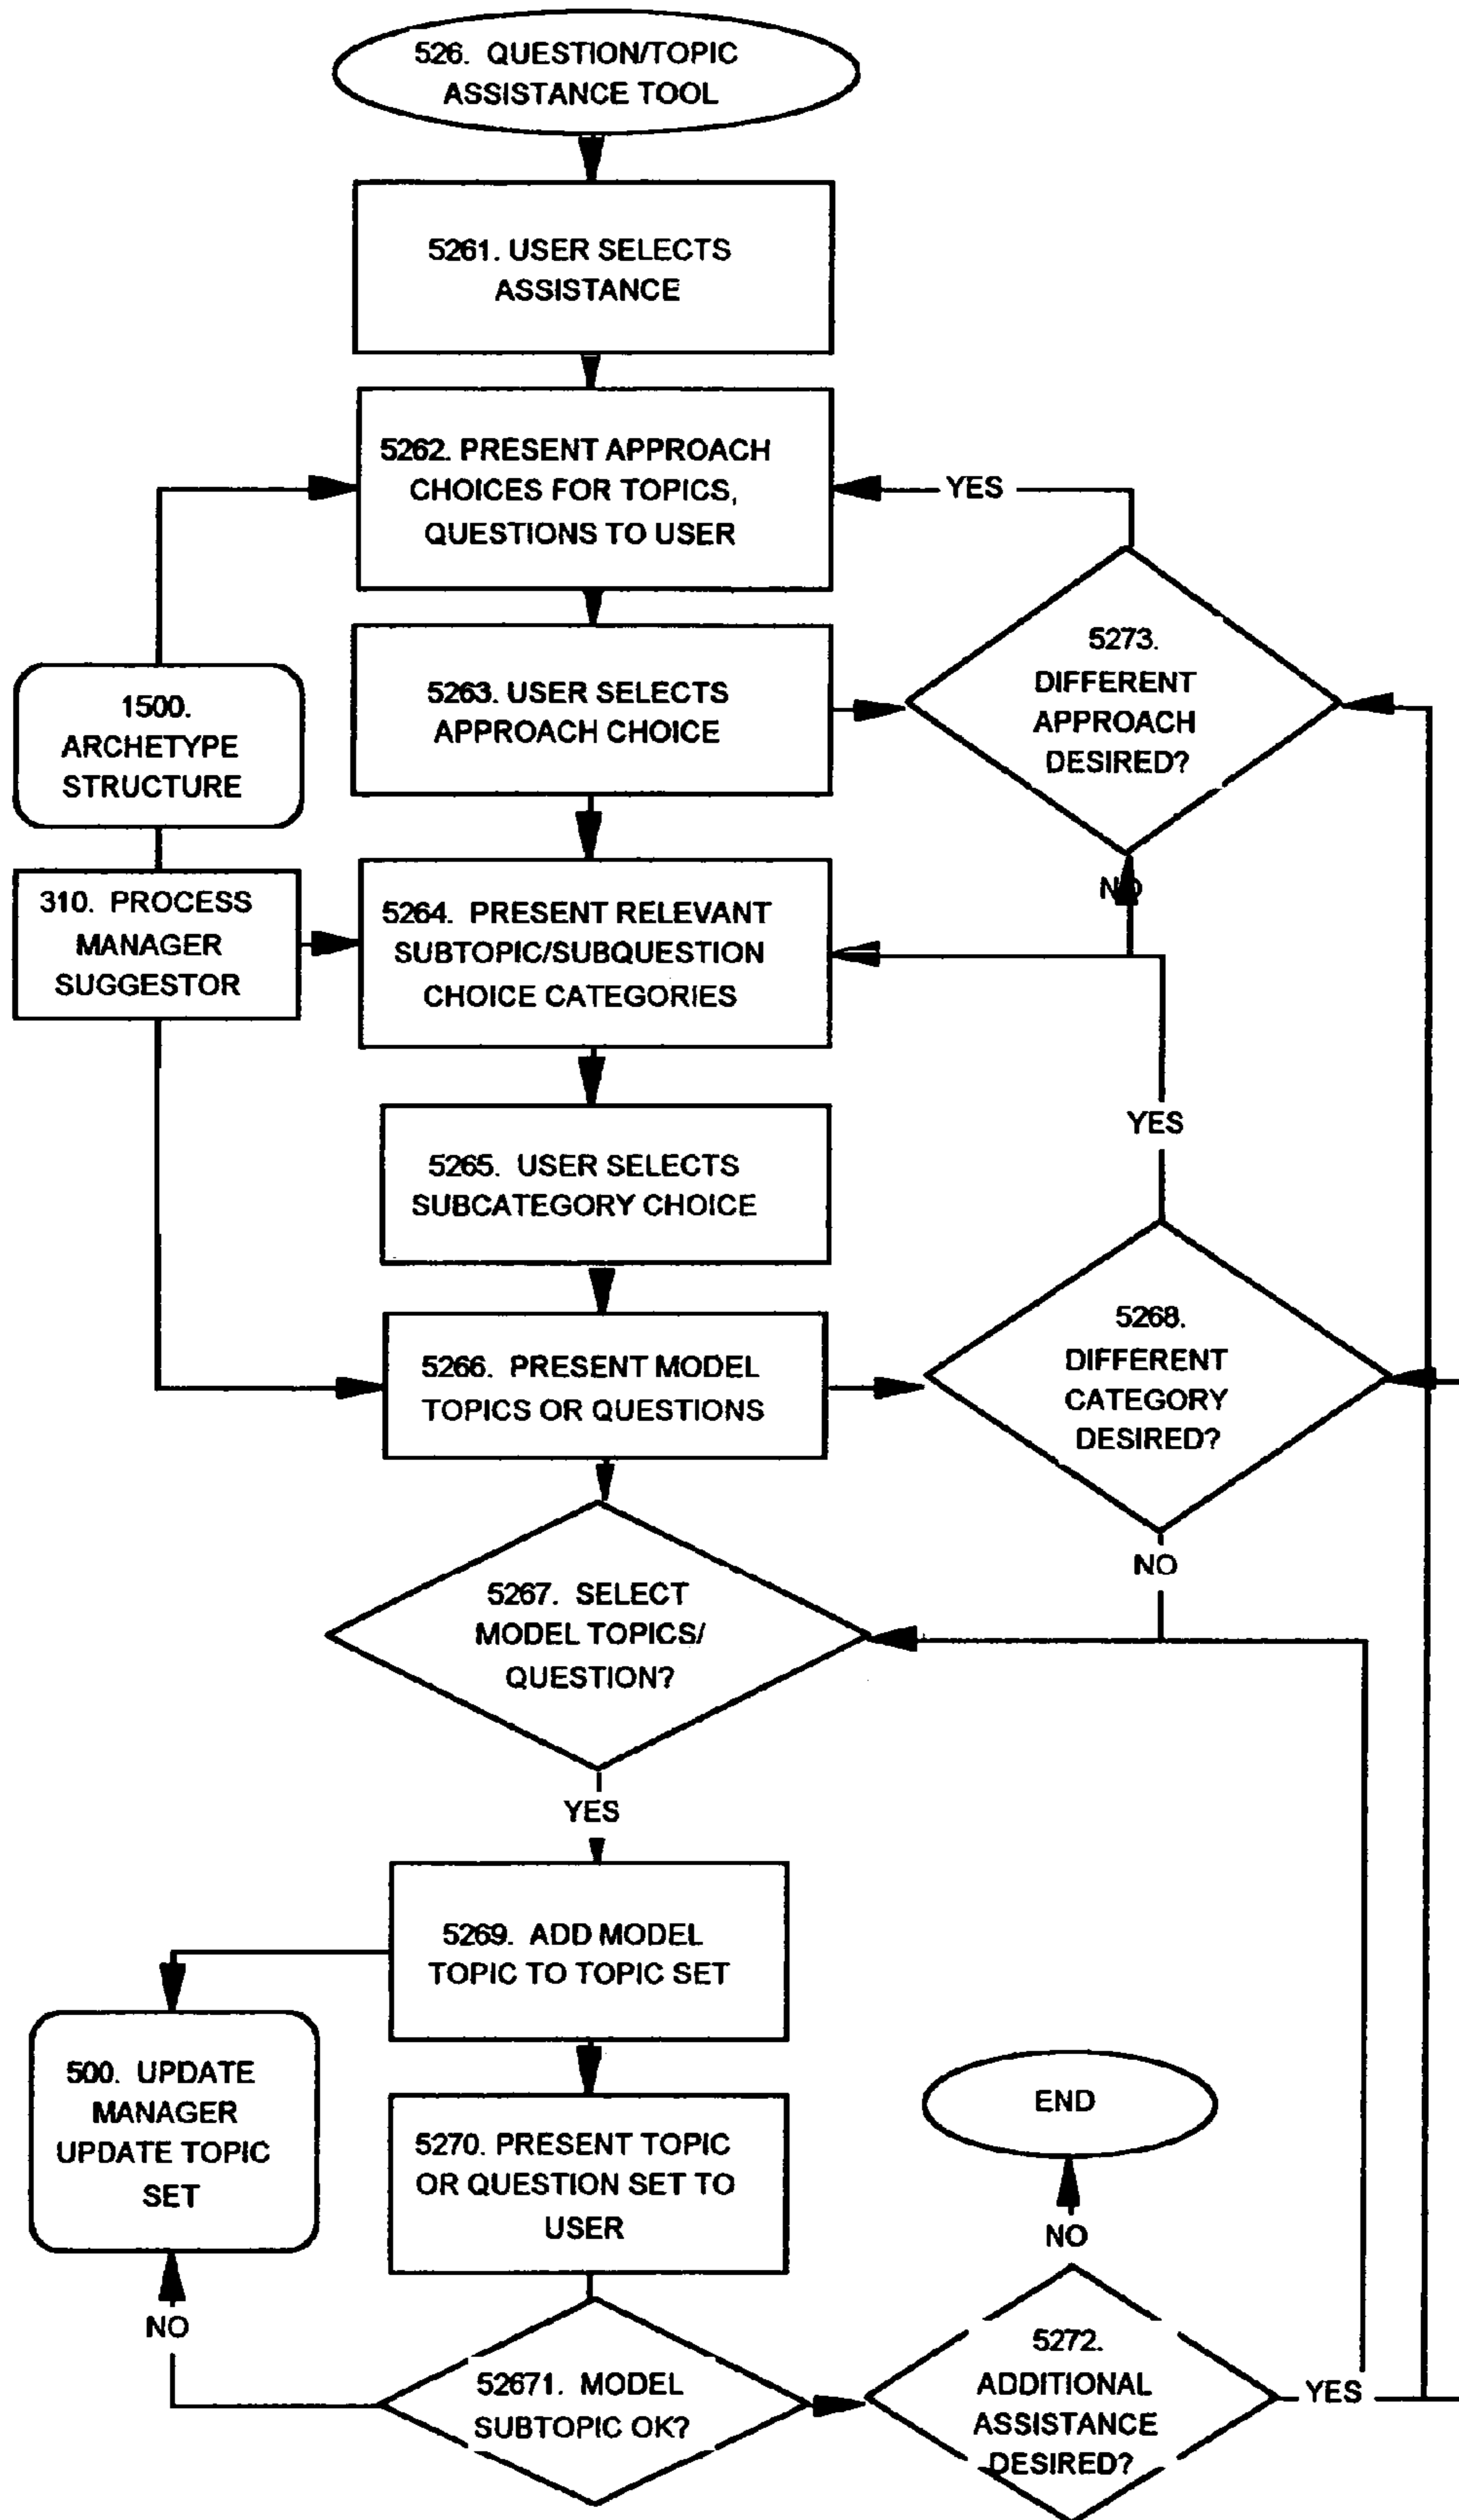 526. QUESTION/TOPIC
ASSISTANCE TOOL
5261. USER SELECTS
ASSISTANCE
5262. PRESENT APPROACH
CHOICES FOR TOPICS,
QUESTIONS TO USER
YES
5273.
DIFFERENT
APPROACH
DESIRED?
5263. USER SELECTS
APPROACH CHOICE
1500.
ARCHETYPE
STRUCTURE
NO
310. PROCESS
MANAGER
SUGGESTOR
5264. PRESENT RELEVANT
SUBTOPIC/SUBQUESTION
CHOICE CATEGORIES
YES
5265. USER SELECTS
SUBCATEGORY CHOICE
5268.
DIFFERENT
CATEGORY
DESIRED?
5266. PRESENT MODEL
TOPICS OR QUESTIONS
NO
5267. SELECT
MODEL TOPICS/
QUESTION?
YES
5269. ADD MODEL
TOPIC TO TOPIC SET
500. UPDATE
MANAGER
UPDATE TOPIC
SET
5270. PRESENT TOPIC
OR QUESTION SET TO
USER
END
NO
NO
52671. MODEL
SUBTOPIC OK?
5272.
ADDITIONAL
ASSISTANCE
DESIRED?
YES